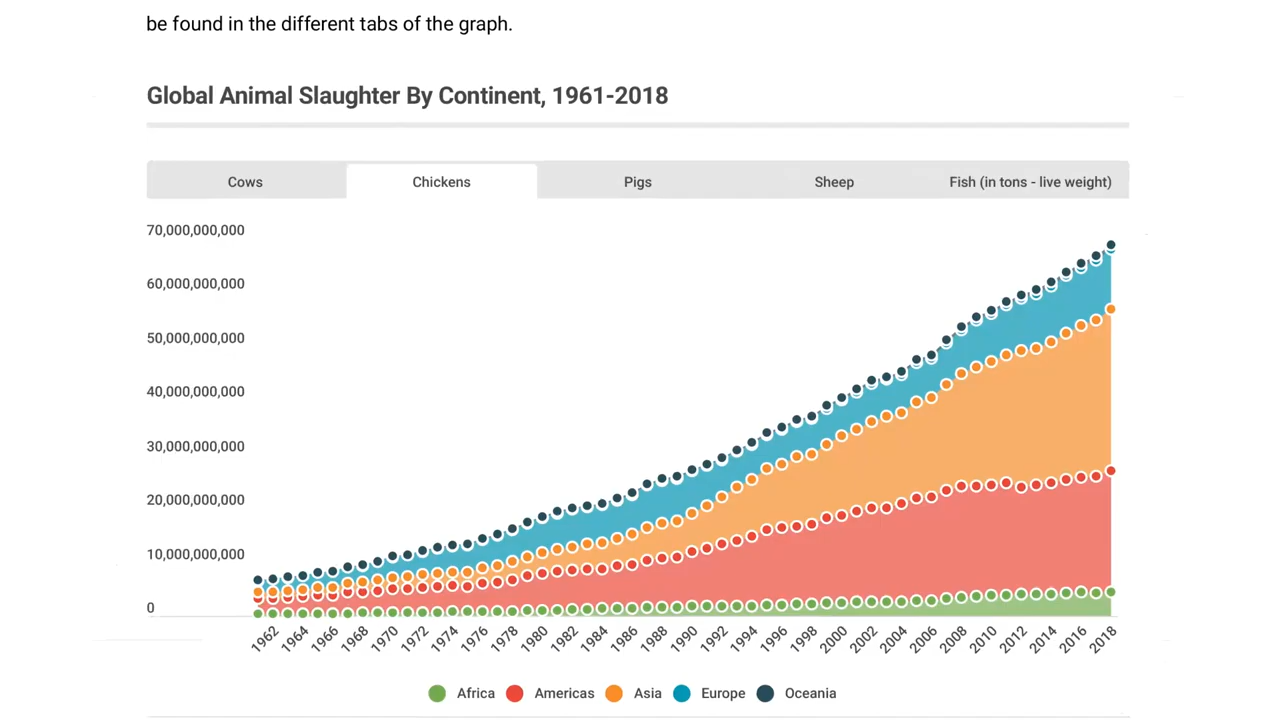 be found in the different tabs of the graph.
Global Animal Slaughter By Continent, 1961-2018
Cows Chickens Pigs Sheep Fish (in tons - live weight)
70,000,000,000
60,000,000,000
50,000,000,000
40,000,000,000
30,000,000,000
20,000,000,000
10,000,000,000
0
1962 1964 1966 1968 1970 1972 1974 1976 1978 1980 1982 1984 1986 1988 1990 1992 1994 1996 1998 2000 2002 2004 2006 2008 2010 2012 2014 2016 2018
Africa Americas Asia Europe Oceania